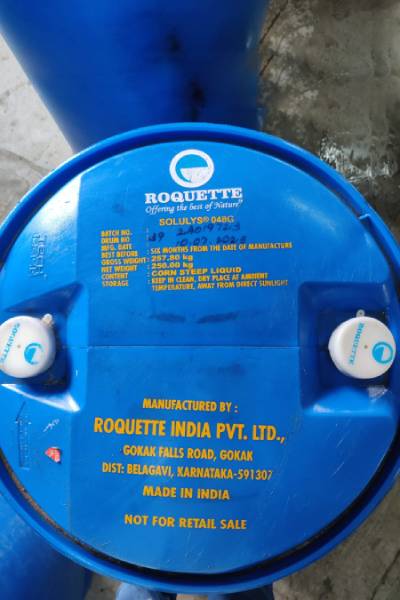 ROQUETTE
Offering the best of Nature™
SOLULYS® 048G
BATCH NO. :
DRUM NO :
MFG. DATE :
BEST BEFORE : SIX MONTHS FROM THE DATE OF MANUFACTURE
GROSS WEIGHT : 257.80 kg
NET WEIGHT : 250.00 kg
CONTENT : CORN STEEP LIQUID
STORAGE : KEEP IN CLEAN, DRY PLACE AT AMBIENT
TEMPERATURE, AWAY FROM DIRECT SUNLIGHT
ROQUETTE
ROQUETTE
MANUFACTURED BY :
ROQUETTE INDIA PVT. LTD.,
GOKAK FALLS ROAD, GOKAK
DIST: BELAGAVI, KARNATAKA-591307
MADE IN INDIA
NOT FOR RETAIL SALE